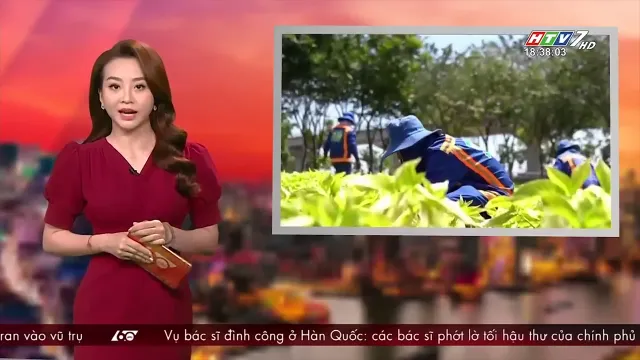 HTV7 HD
18:38:03
ran vào vũ trụ 60 Vụ bác sĩ đình công ở Hàn Quốc: các bác sĩ phớt lờ tối hậu thư của chính phủ